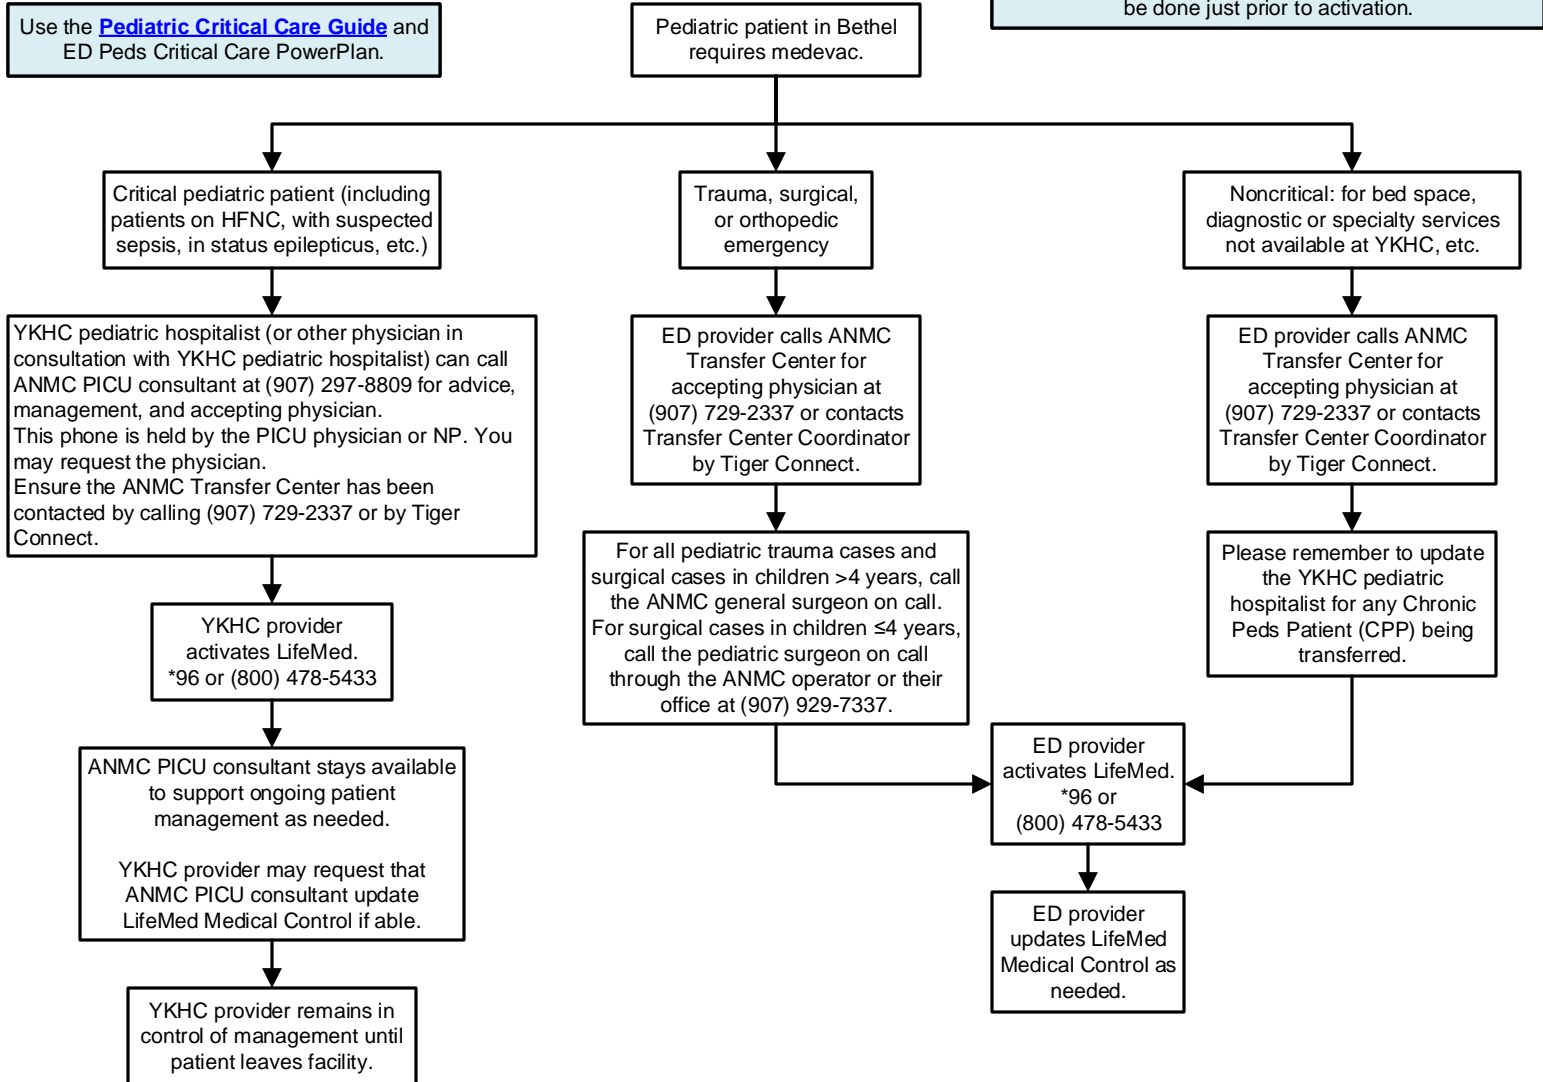 Use the Pediatric Critical Care Guide and
ED Peds Critical Care PowerPlan.
Pediatric patient in Bethel
requires medevac.
be done just prior to activation.
Critical pediatric patient (including
patients on HFNC, with suspected
sepsis, in status epilepticus, etc.)
Trauma, surgical,
or orthopedic
emergency
Noncritical: for bed space,
diagnostic or specialty services
not available at YKHC, etc.
YKHC pediatric hospitalist (or other physician in
consultation with YKHC pediatric hospitalist) can call
ANMC PICU consultant at (907) 297-8809 for advice,
management, and accepting physician.
This phone is held by the PICU physician or NP. You
may request the physician.
Ensure the ANMC Transfer Center has been
contacted by calling (907) 729-2337 or by Tiger
Connect.
ED provider calls ANMC
Transfer Center for
accepting physician at
(907) 729-2337 or contacts
Transfer Center Coordinator
by Tiger Connect.
ED provider calls ANMC
Transfer Center for
accepting physician at
(907) 729-2337 or contacts
Transfer Center Coordinator
by Tiger Connect.
For all pediatric trauma cases and
surgical cases in children >4 years, call
the ANMC general surgeon on call.
For surgical cases in children ≤4 years,
call the pediatric surgeon on call
through the ANMC operator or their
office at (907) 929-7337.
Please remember to update
the YKHC pediatric
hospitalist for any Chronic
Peds Patient (CPP) being
transferred.
YKHC provider
activates LifeMed.
*96 or (800) 478-5433
ANMC PICU consultant stays available
to support ongoing patient
management as needed.
YKHC provider may request that
ANMC PICU consultant update
LifeMed Medical Control if able.
ED provider
activates LifeMed.
*96 or
(800) 478-5433
ED provider
updates LifeMed
Medical Control as
needed.
YKHC provider remains in
control of management until
patient leaves facility.